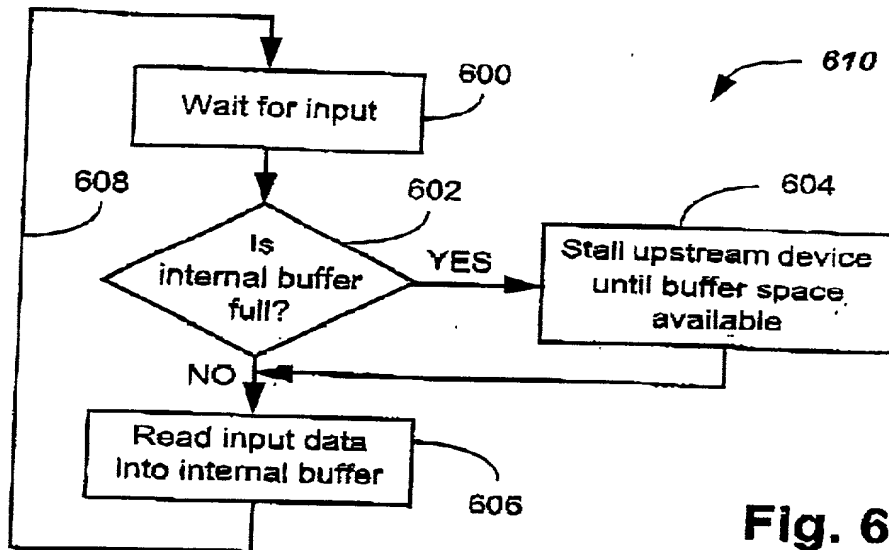 610
600
Wait for input
608
602
604
Is
internal buffer
full?
YES
Stall upstream device
until buffer space
available
NO
Read input data
into internal buffer
606
Fig. 6